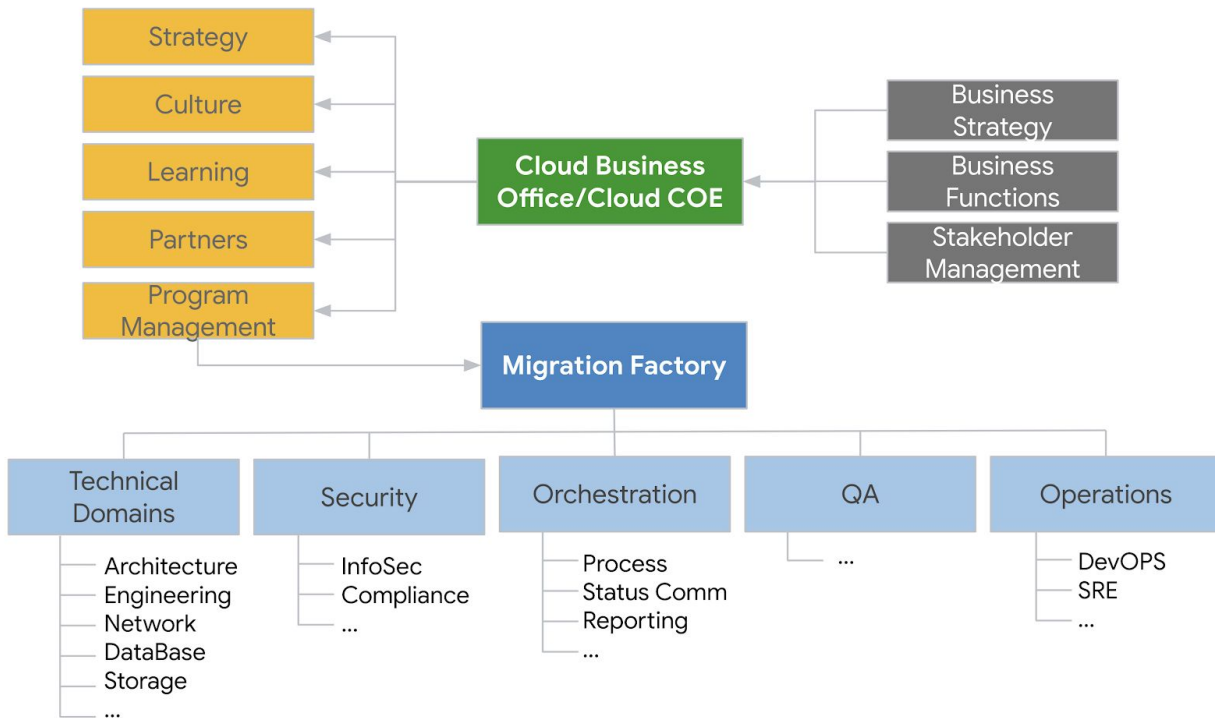 Strategy
Culture
Learning
Partners
Program
Management
Cloud Business
Office/Cloud COE
Business
Strategy
Business
Functions
Stakeholder
Management
Migration Factory
Technical
Domains
Architecture
Engineering
Network
DataBase
Storage
...
Security
InfoSec
Compliance
...
Orchestration
Process
Status Comm
Reporting
...
QA
...
Operations
DevOPS
SRE
...